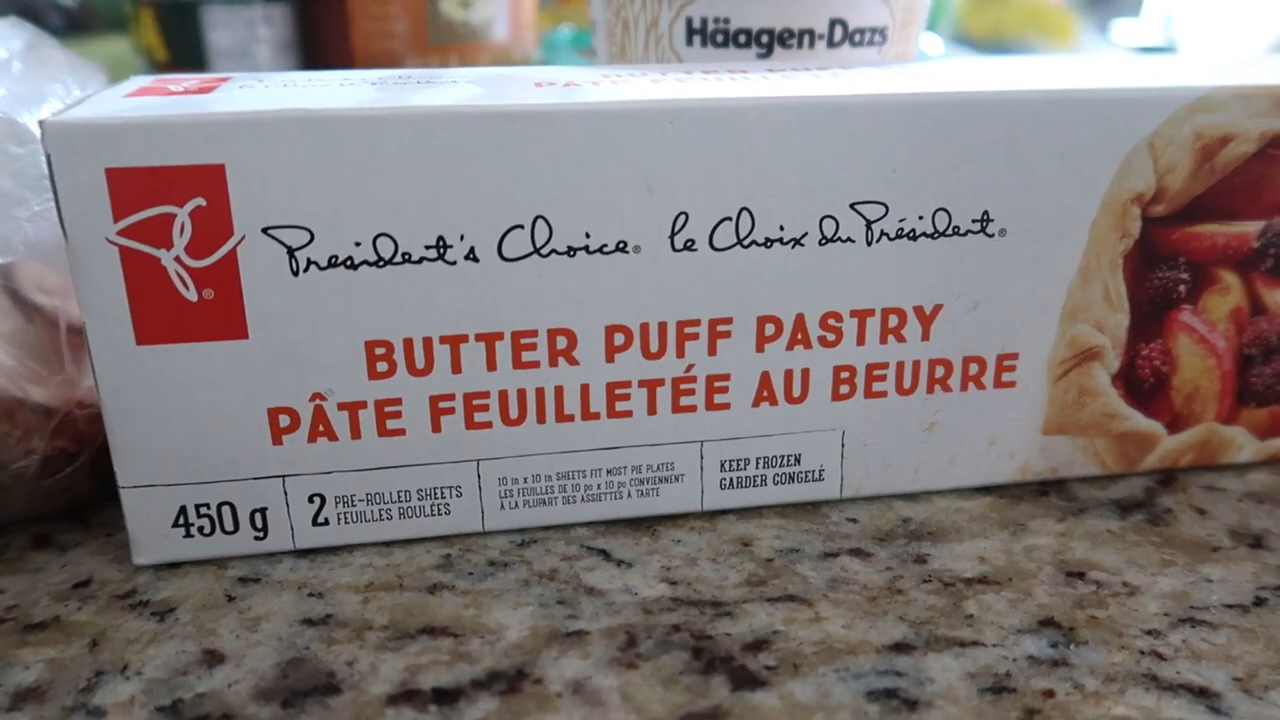 Häagen-Dazs
President's Choice® le Choix du Président®
BUTTER PUFF PASTRY
PÂTE FEUILLETÉE AU BEURRE
450 g
2 PRE-ROLLED SHEETS
FEUILLES ROULÉES
10 in x 10 in SHEETS FIT MOST PIE PLATES
LES FEUILLES DE 10 po x 10 po CONVIENNENT
À LA PLUPART DES ASSIETTES À TARTE
KEEP FROZEN
GARDER CONGELÉ